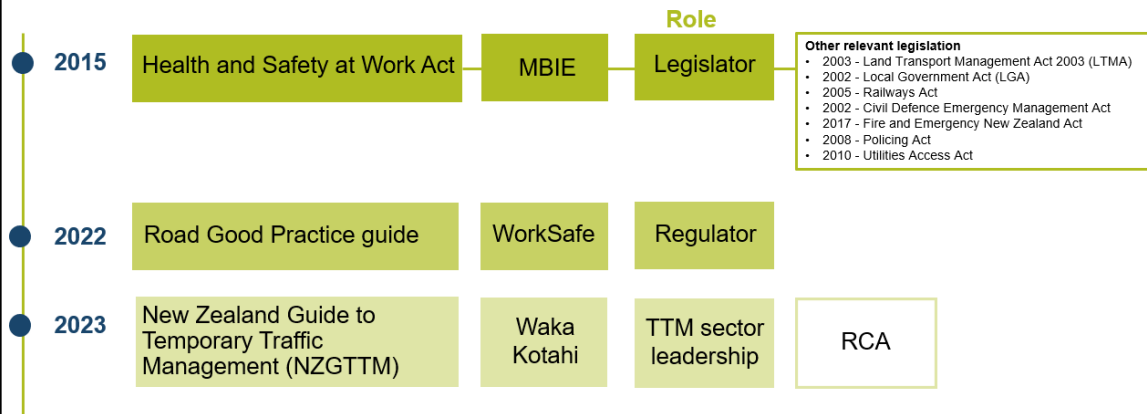 Role
2015
Health and Safety at Work Act
MBIE
Legislator
Other relevant legislation
• 2003 - Land Transport Management Act 2003 (LTMA)
• 2002 - Local Government Act (LGA)
• 2005 - Railways Act
• 2002 - Civil Defence Emergency Management Act
• 2017 - Fire and Emergency New Zealand Act
• 2008 - Policing Act
• 2010 - Utilities Access Act
2022
Road Good Practice guide
WorkSafe
Regulator
2023
New Zealand Guide to
Temporary Traffic
Management (NZGTTM)
Waka
Kotahi
TTM sector
leadership
RCA